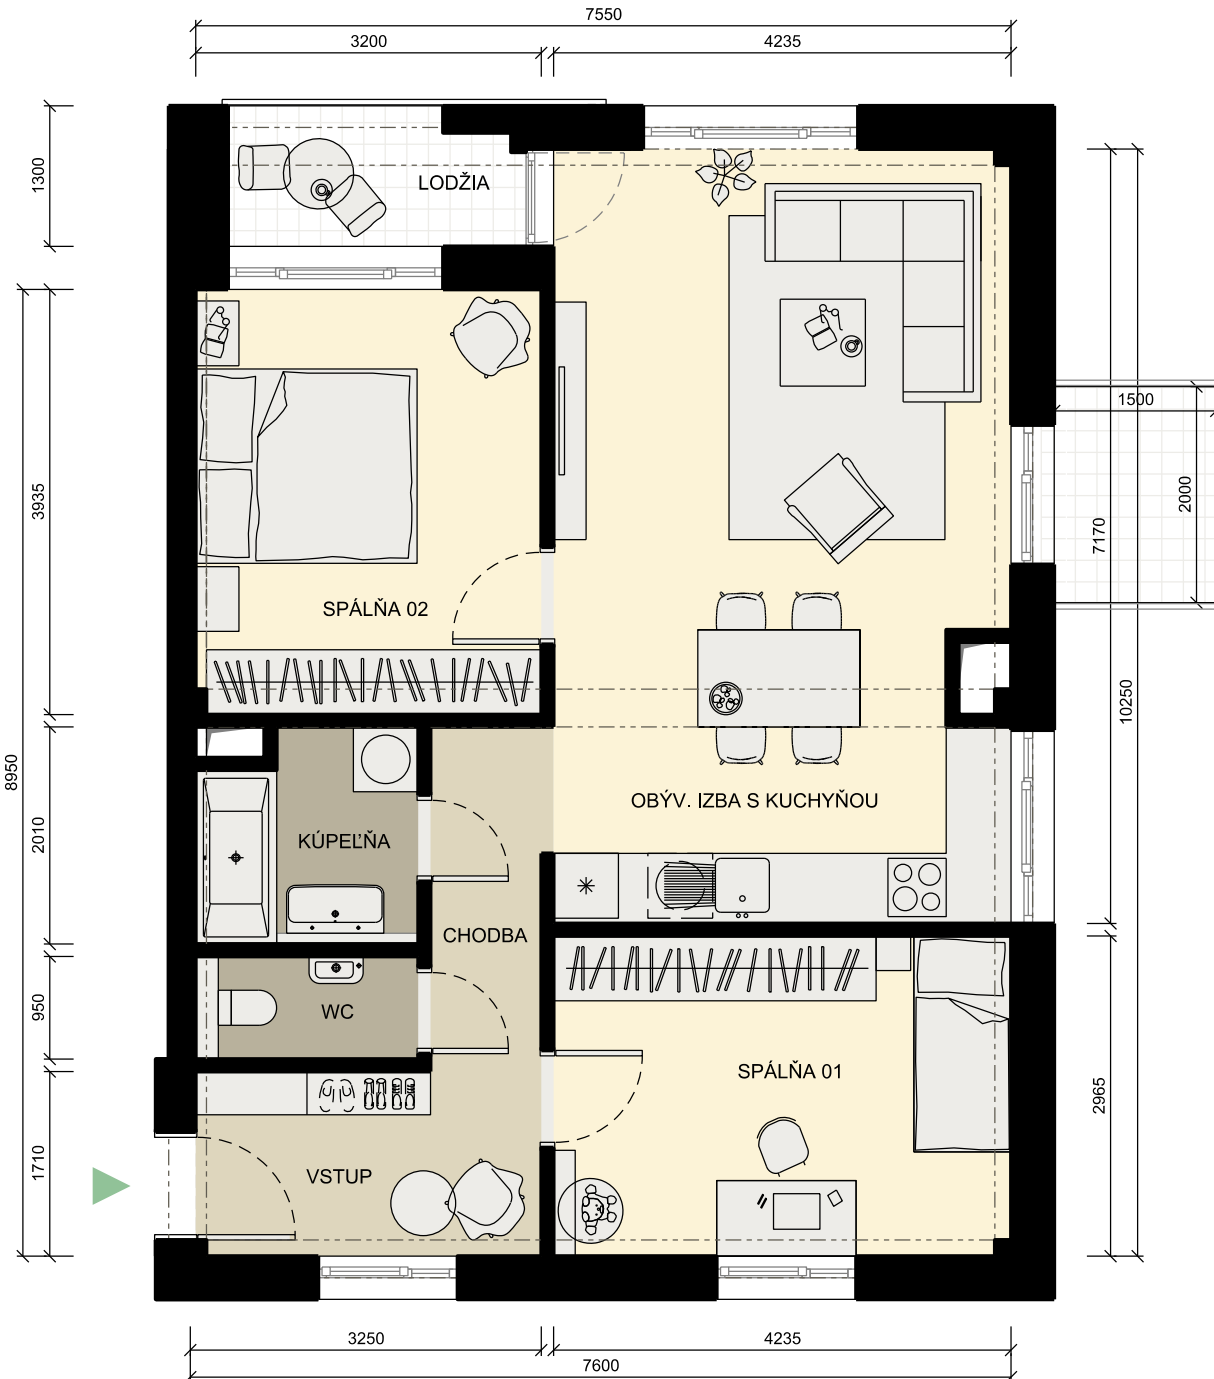 7550
3200
4235
1300
LODŽIA
1500
2000
3935
7170
SPÁLŇA 02
10250
8950
OBÝV. IZBA S KUCHYŇOU
2010
KÚPEĽŇA
CHODBA
950
WC
SPÁLŇA 01
2965
1710
VSTUP
3250
4235
7600